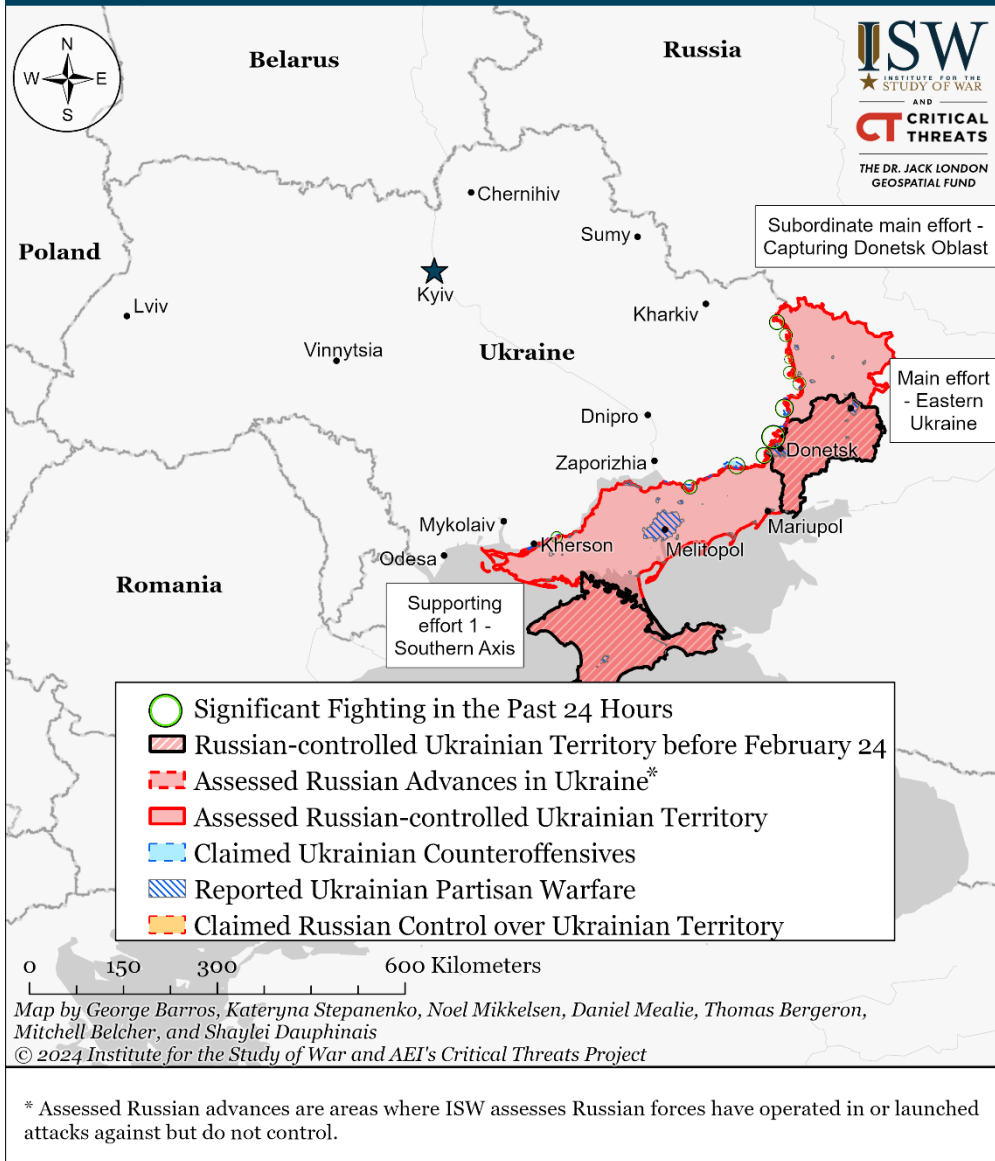 N
W
E
S
Belarus
Russia
ISW
INSTITUTE FOR THE
STUDY OF WAR
AND
CT CRITICAL
THREATS
THE DR. JACK LONDON
GEOSPATIAL FUND
Chernihiv
Sumy
Subordinate main effort -
Capturing Donetsk Oblast
Poland
Kyiv
Lviv
Kharkiv
Vinnytsia
Ukraine
Main effort
- Eastern
Ukraine
Dnipro
Donetsk
Zaporizhia
Mykolaiv
Mariupol
Kherson
Melitopol
Odesa
Romania
Supporting
effort 1 -
Southern Axis
Significant Fighting in the Past 24 Hours
Russian-controlled Ukrainian Territory before February 24
Assessed Russian Advances in Ukraine*
Assessed Russian-controlled Ukrainian Territory
Claimed Ukrainian Counteroffensives
Reported Ukrainian Partisan Warfare
Claimed Russian Control over Ukrainian Territory
0 150 300 600 Kilometers
Map by George Barros, Kateryna Stepanenko, Noel Mikkelsen, Daniel Mealie, Thomas Bergeron,
Mitchell Belcher, and Shaylei Dauphinais
© 2024 Institute for the Study of War and AEI's Critical Threats Project
* Assessed Russian advances are areas where ISW assesses Russian forces have operated in or launched
attacks against but do not control.